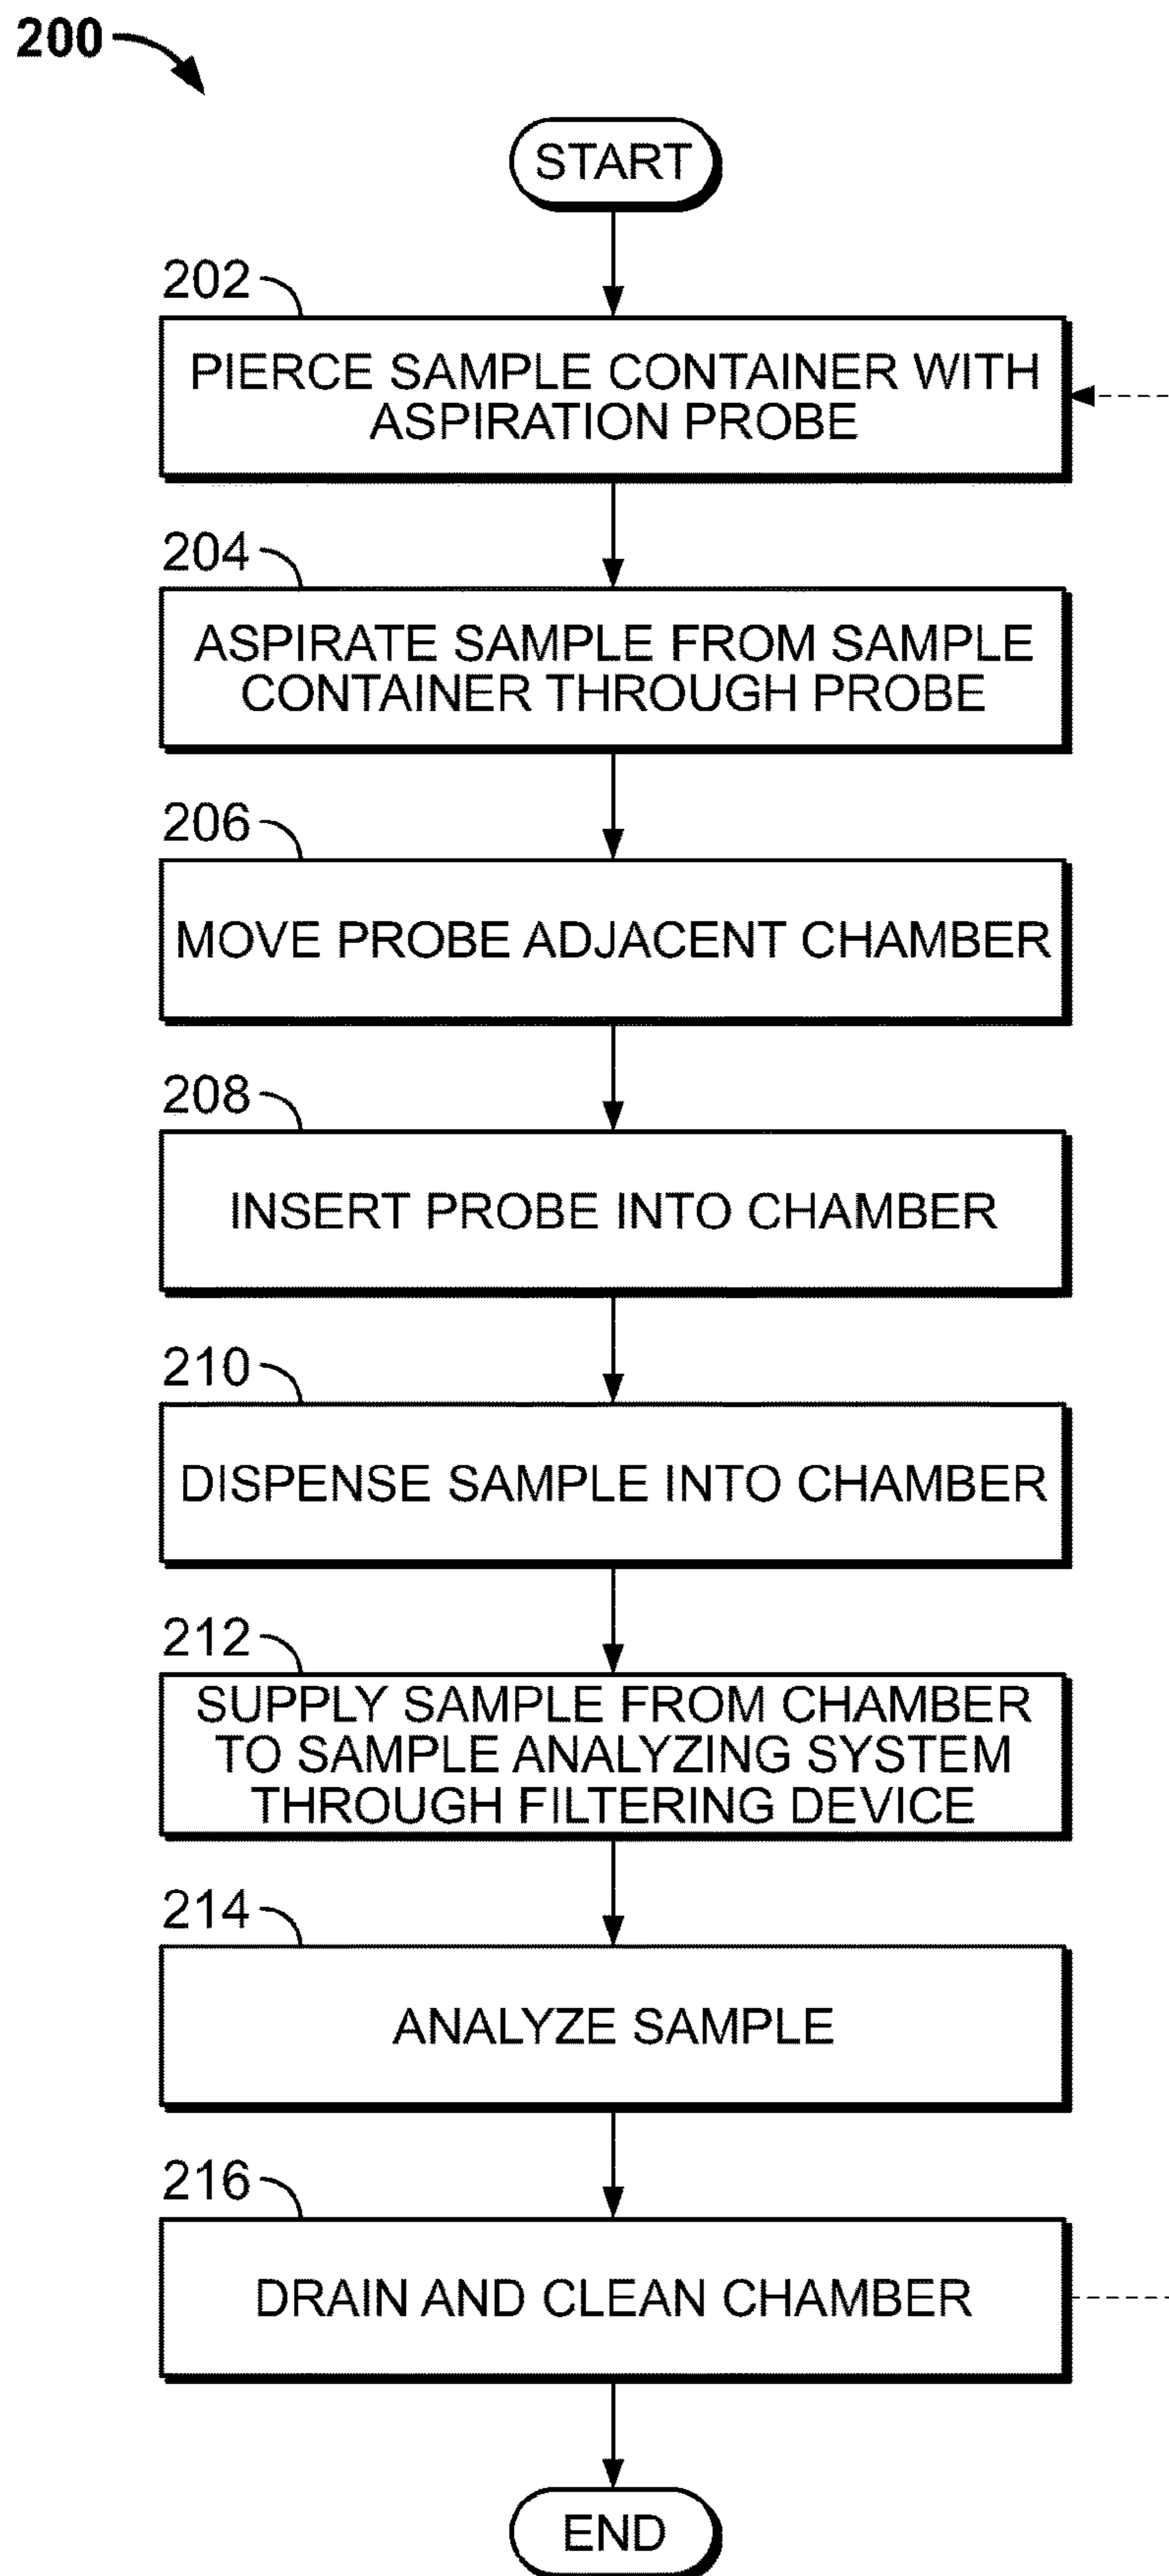 200
START
202
PIERCE SAMPLE CONTAINER WITH
ASPIRATION PROBE
204
ASPIRATE SAMPLE FROM SAMPLE
CONTAINER THROUGH PROBE
206
MOVE PROBE ADJACENT CHAMBER
208
INSERT PROBE INTO CHAMBER
210
DISPENSE SAMPLE INTO CHAMBER
212
SUPPLY SAMPLE FROM CHAMBER
TO SAMPLE ANALYZING SYSTEM
THROUGH FILTERING DEVICE
214
ANALYZE SAMPLE
216
DRAIN AND CLEAN CHAMBER
END